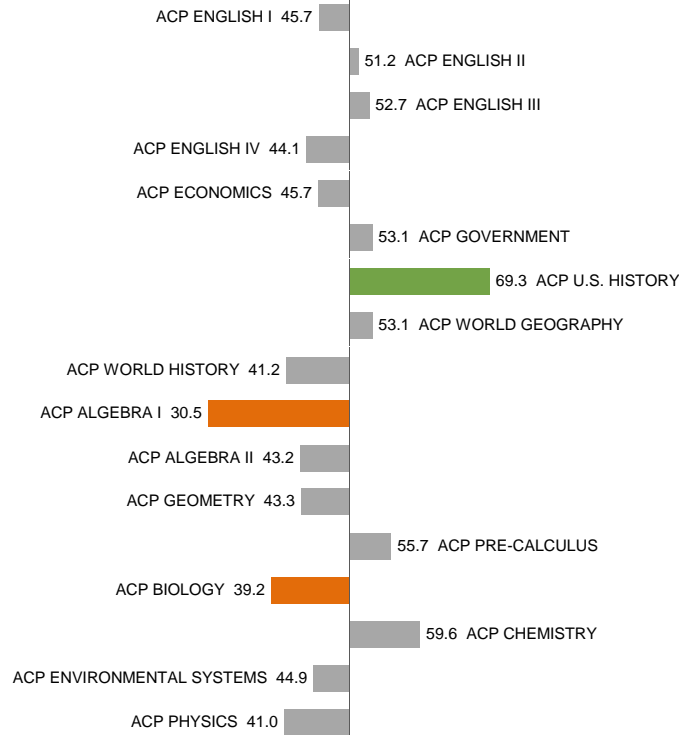 ACP ENGLISH I 45.7
51.2 ACP ENGLISH II
52.7 ACP ENGLISH III
ACP ENGLISH IV 44.1
ACP ECONOMICS 45.7
53.1 ACP GOVERNMENT
69.3 ACP U.S. HISTORY
53.1 ACP WORLD GEOGRAPHY
ACP WORLD HISTORY 41.2
ACP ALGEBRA I 30.5
ACP ALGEBRA II 43.2
ACP GEOMETRY 43.3
55.7 ACP PRE-CALCULUS
ACP BIOLOGY 39.2
59.6 ACP CHEMISTRY
ACP ENVIRONMENTAL SYSTEMS 44.9
ACP PHYSICS 41.0